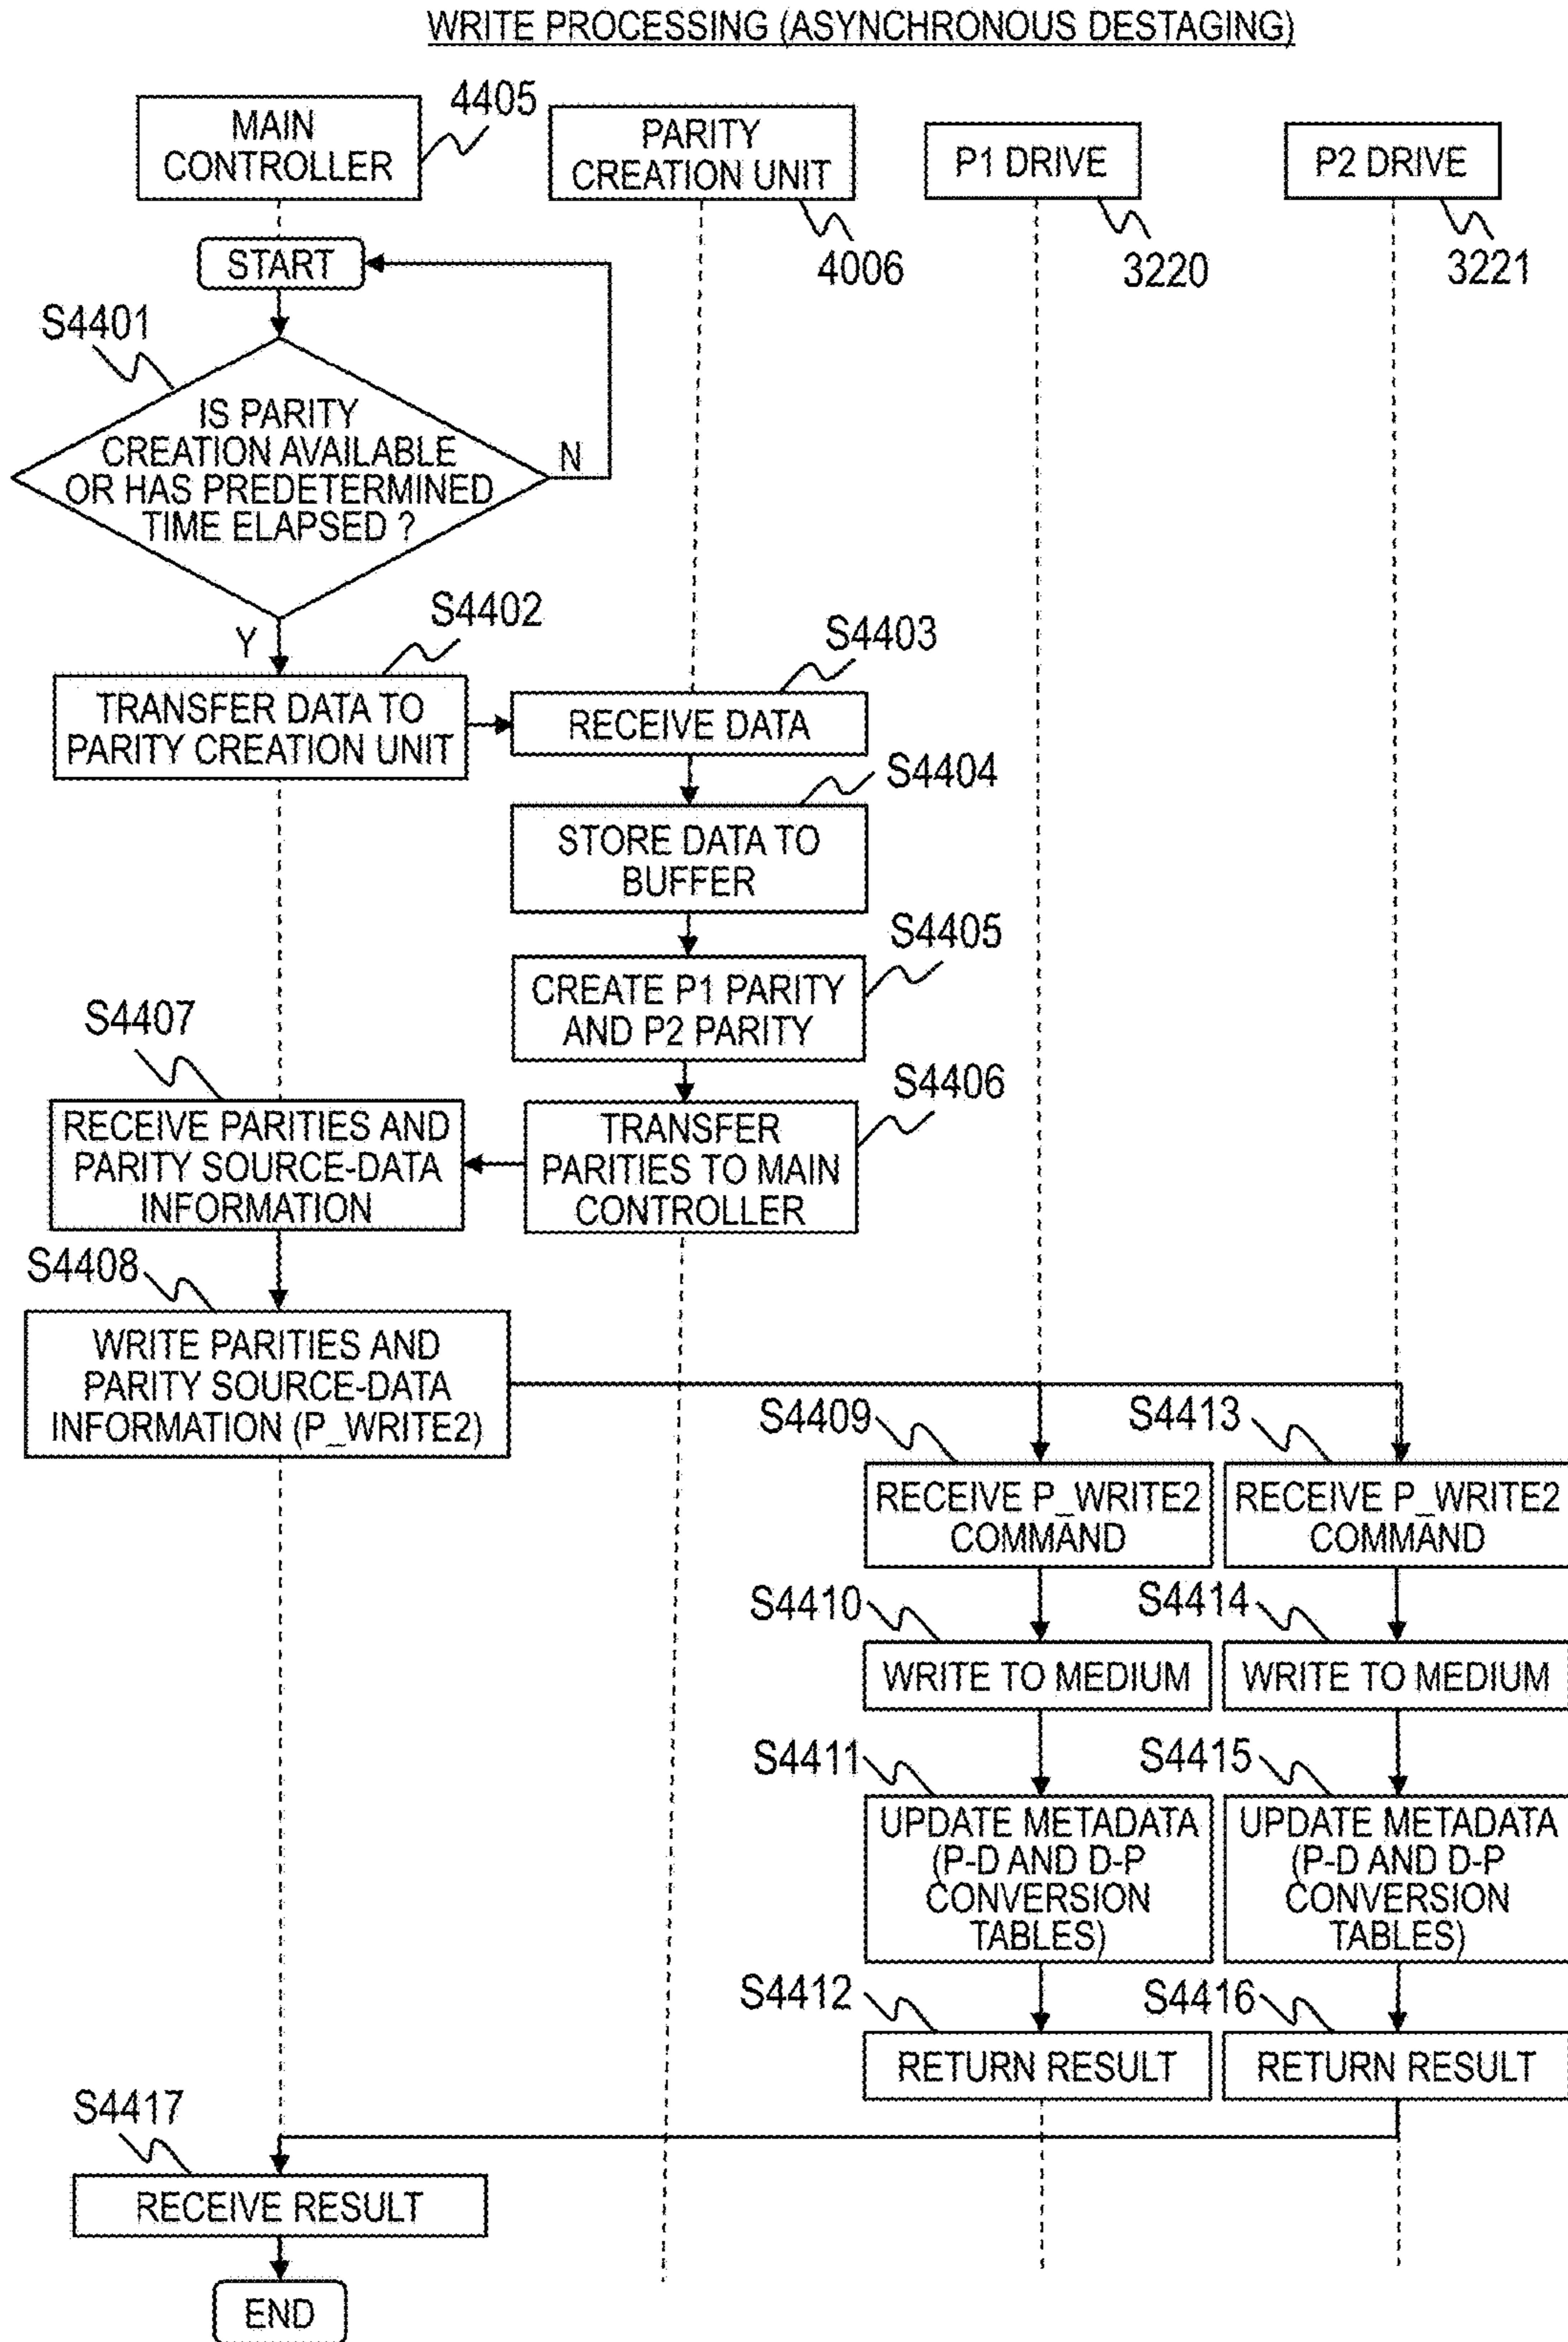 WRITE PROCESSING (ASYNCHRONOUS DESTAGING)
MAIN
CONTROLLER
4405
PARITY
CREATION UNIT
4006
P1 DRIVE
3220
P2 DRIVE
3221
START
S4401
IS PARITY
CREATION AVAILABLE
OR HAS PREDETERMINED
TIME ELAPSED ?
N
Y
S4402
TRANSFER DATA TO
PARITY CREATION UNIT
S4403
RECEIVE DATA
S4404
STORE DATA TO
BUFFER
S4405
CREATE P1 PARITY
AND P2 PARITY
S4406
TRANSFER
PARITIES TO MAIN
CONTROLLER
S4407
RECEIVE PARITIES AND
PARITY SOURCE-DATA
INFORMATION
S4408
WRITE PARITIES AND
PARITY SOURCE-DATA
INFORMATION (P_WRITE2)
S4409
RECEIVE P_WRITE2
COMMAND
S4413
RECEIVE P_WRITE2
COMMAND
S4410
WRITE TO MEDIUM
S4414
WRITE TO MEDIUM
S4411
UPDATE METADATA
(P-D AND D-P
CONVERSION
TABLES)
S4415
UPDATE METADATA
(P-D AND D-P
CONVERSION
TABLES)
S4412
RETURN RESULT
S4416
RETURN RESULT
S4417
RECEIVE RESULT
END